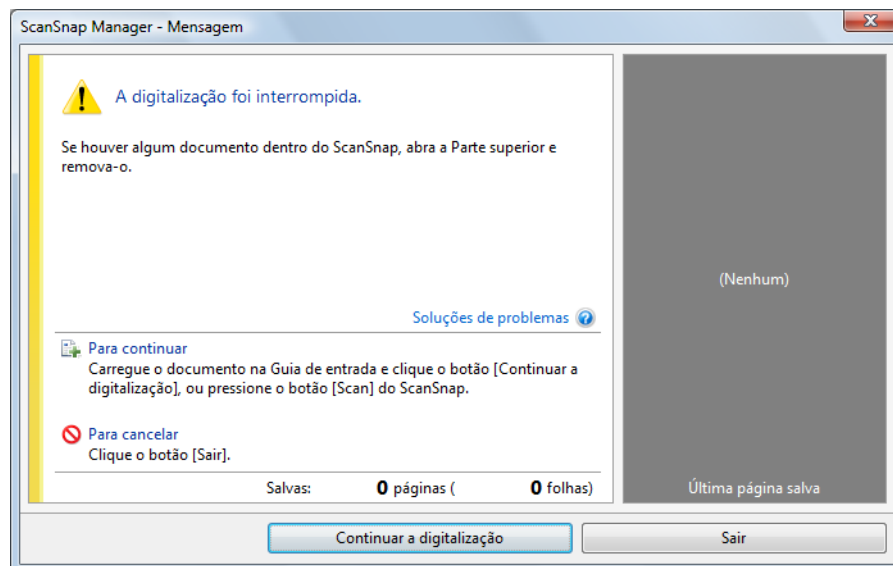 ScanSnap Manager - Mensagem
A digitalização foi interrompida.
Se houver algum documento dentro do ScanSnap, abra a Parte superior e
remova-o.
(Nenhum)
Soluções de problemas
Para continuar
Carregue o documento na Guia de entrada e clique o botão [Continuar a
digitalização], ou pressione o botão [Scan] do ScanSnap.
Para cancelar
Clique o botão [Sair].
Salvas: 0 páginas ( 0 folhas)
Última página salva
Continuar a digitalização
Sair